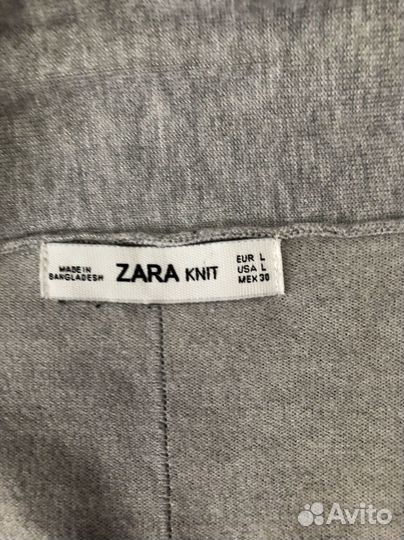 MADE IN
BANGLADESH
ZARA KNIT
EUR L
USA L
MEX 30
Avito